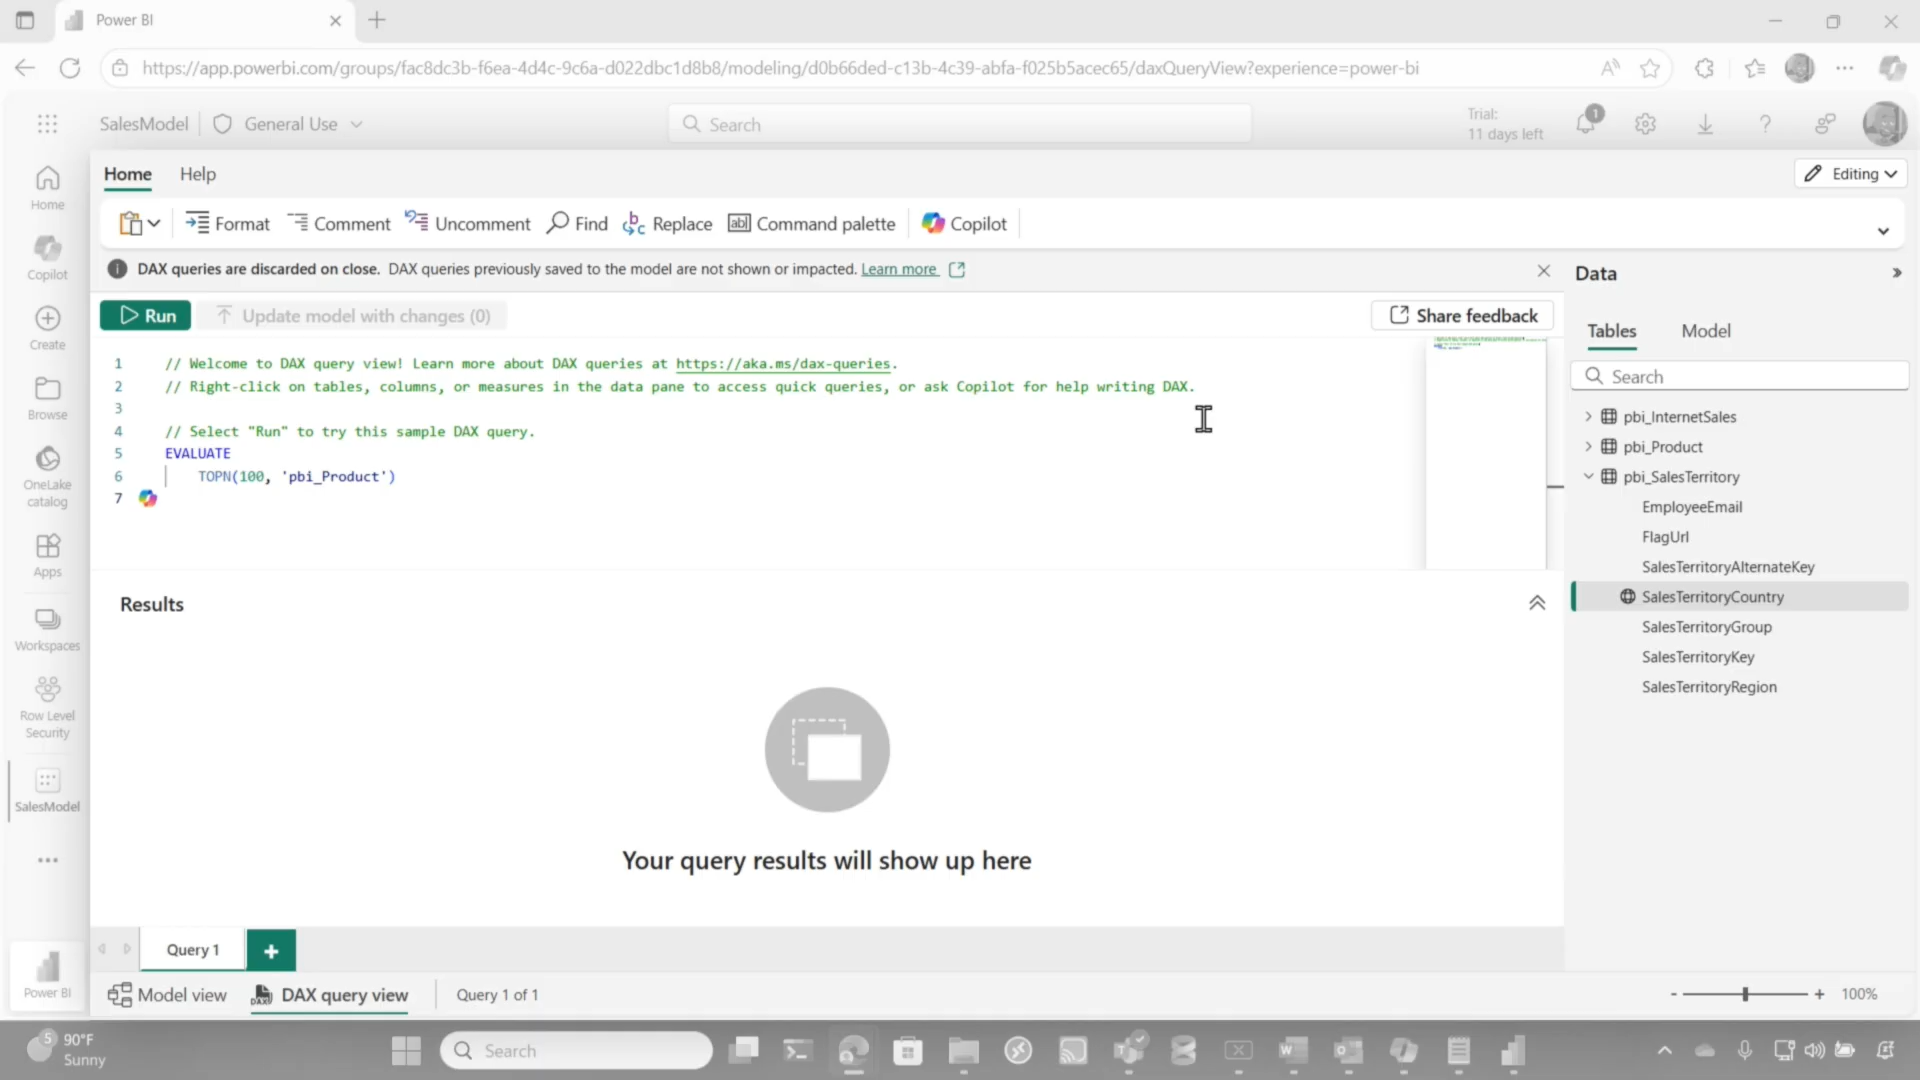 Power BI
https://app.powerbi.com/groups/fac8dc3b-f6ea-4d4c-9c6a-d022dbc1d8b8/modeling/d0b66ded-c13b-4c39-abfa-f025b5acec65/daxQueryView?experience=power-bi
SalesModel
General Use
Search
Trial:
11 days left
1
Home
Help
Editing
Format
Comment
Uncomment
Find
Replace
Command palette
Copilot
DAX queries are discarded on close. DAX queries previously saved to the model are not shown or impacted. Learn more
Run
Update model with changes (0)
Share feedback
1 // Welcome to DAX query view! Learn more about DAX queries at https://aka.ms/dax-queries.
2 // Right-click on tables, columns, or measures in the data pane to access quick queries, or ask Copilot for help writing DAX.
3
4 // Select "Run" to try this sample DAX query.
5 EVALUATE
6 TOPN(100, 'pbi_Product')
7
Results
Your query results will show up here
Query 1
Model view
DAX query view
Query 1 of 1
100%
Data
Tables
Model
Search
pbi_InternetSales
pbi_Product
pbi_SalesTerritory
EmployeeEmail
FlagUrl
SalesTerritoryAlternateKey
SalesTerritoryCountry
SalesTerritoryGroup
SalesTerritoryKey
SalesTerritoryRegion
Home
Copilot
Create
Browse
OneLake
catalog
Apps
Workspaces
Row Level
Security
SalesModel
Power BI
5
90°F
Sunny
Search